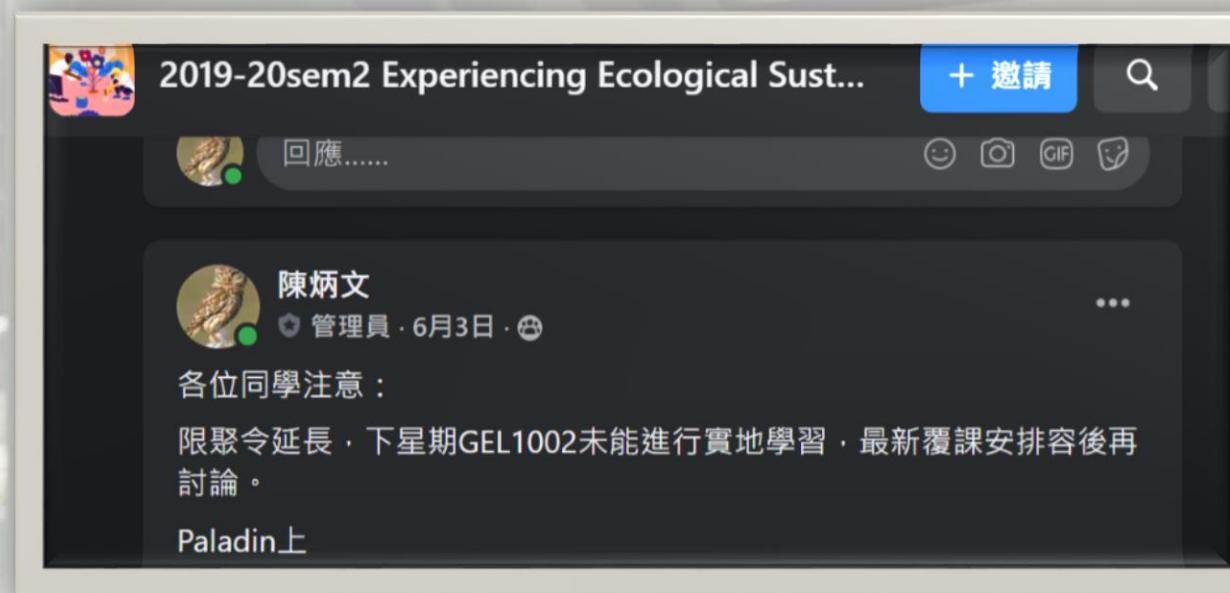 2019-20sem2 Experiencing Ecological Sust...
+ 邀請
回應......
GIF
陳炳文
管理員 · 6月3日 ·
各位同學注意：
限聚令延長，下星期GEL1002未能進行實地學習，最新覆課安排容後再
討論。
Paladin上